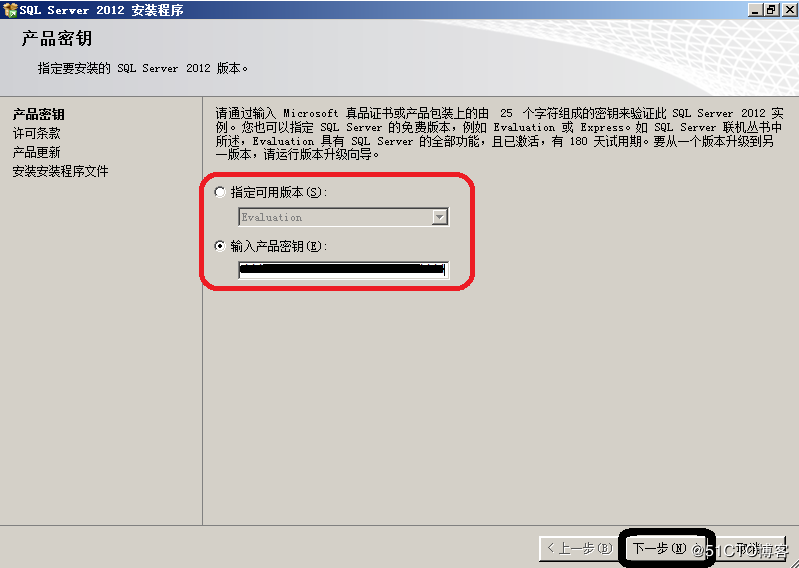 SQL Server 2012 安装程序
产品密钥
指定要安装的 SQL Server 2012 版本。
产品密钥
许可条款
产品更新
安装安装程序文件
请通过输入 Microsoft 真品证书或产品包装上的由 25 个字符组成的密钥来验证此 SQL Server 2012 实
例。您也可以指定 SQL Server 的免费版本，例如 Evaluation 或 Express。如 SQL Server 联机丛书中
所述，Evaluation 具有 SQL Server 的全部功能，且已激活，有 180 天试用期。要从一个版本升级到另
一版本，请运行版本升级向导。
指定可用版本(S):
Evaluation
输入产品密钥(E):
< 上一步(B)
下一步(N) >
取消
@51CTO博客